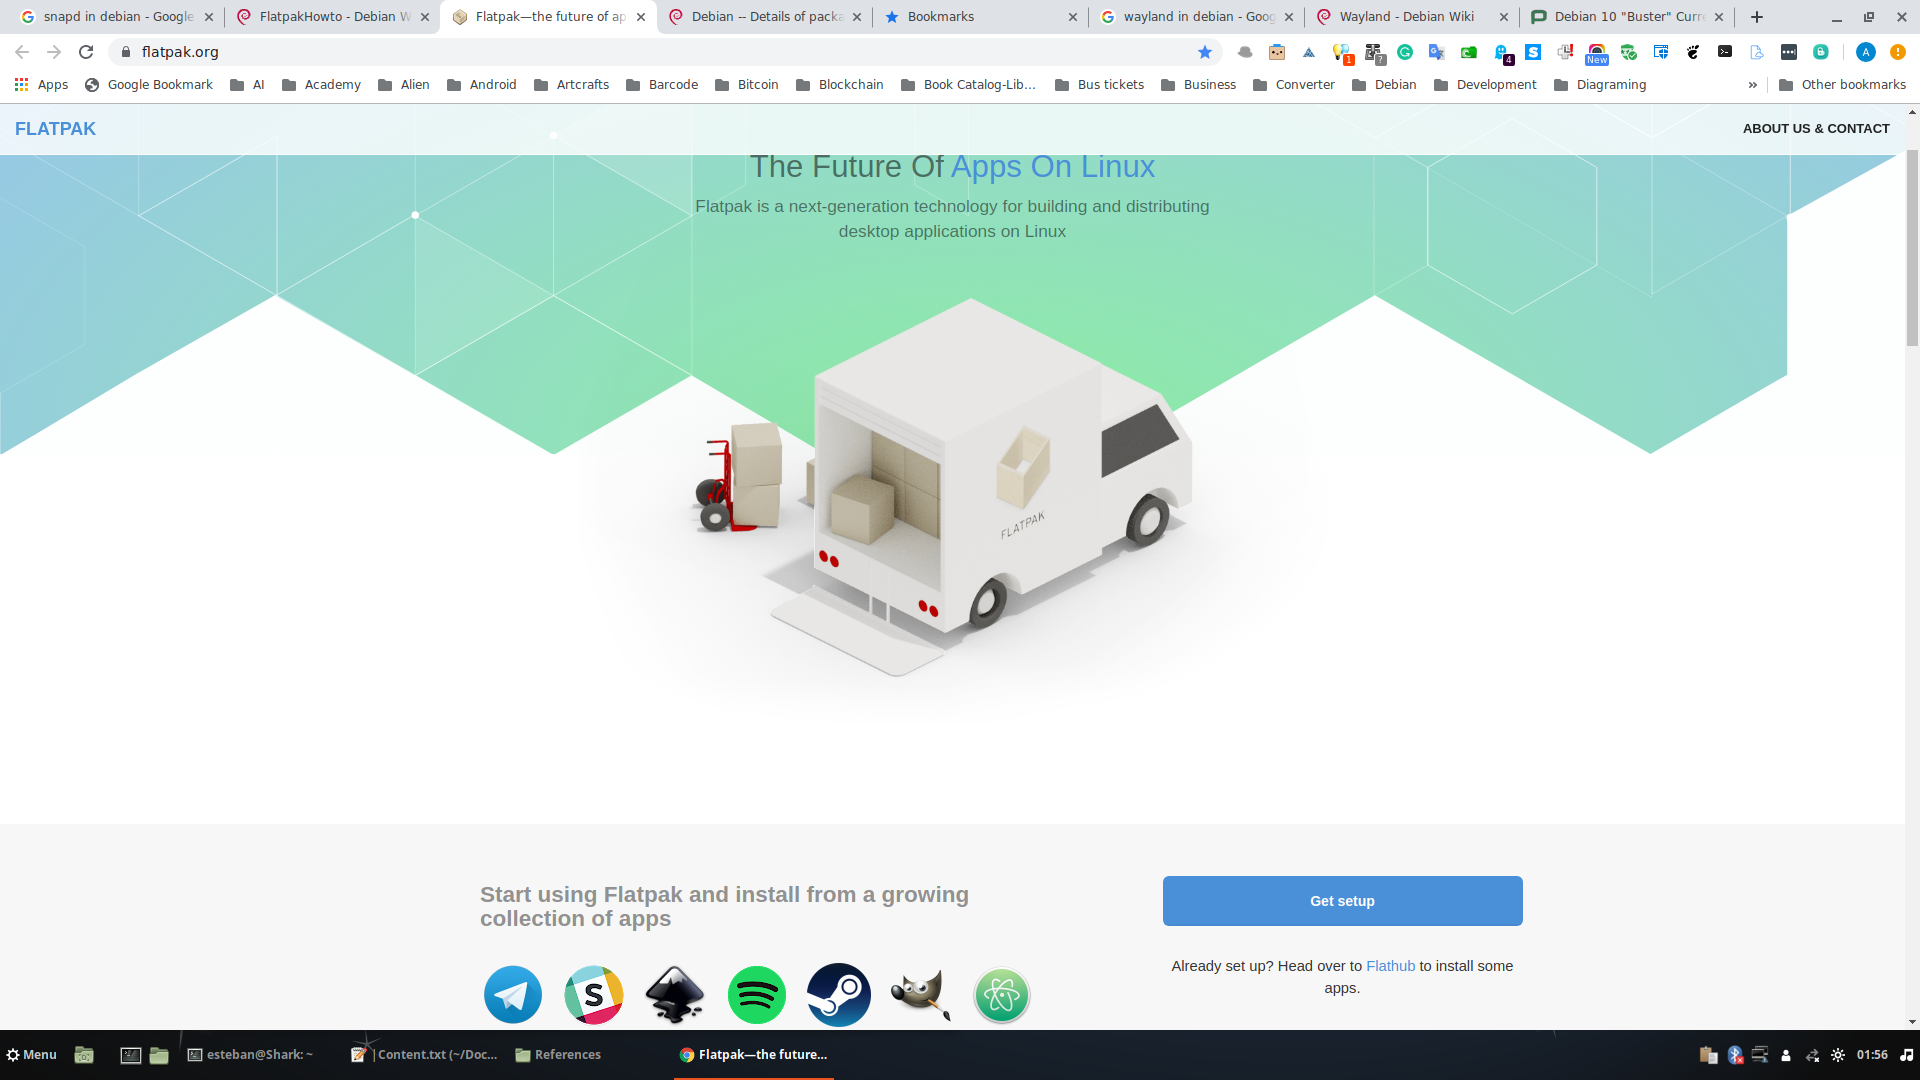 snapd in debian - Google
FlatpakHowto - Debian W
Flatpak—the future of ap
Debian -- Details of packa
Bookmarks
wayland in debian - Goog
Wayland - Debian Wiki
Debian 10 "Buster" Curre
flatpak.org
1
?
4
New
A
Apps
Google Bookmark
AI
Academy
Alien
Android
Artcrafts
Barcode
Bitcoin
Blockchain
Book Catalog-Lib...
Bus tickets
Business
Converter
Debian
Development
Diagraming
»
Other bookmarks
FLATPAK
ABOUT US & CONTACT
The Future Of Apps On Linux
Flatpak is a next-generation technology for building and distributing
desktop applications on Linux
FLATPAK
Start using Flatpak and install from a growing
collection of apps
Get setup
Already set up? Head over to Flathub to install some
apps.
S
Menu
esteban@Shark: ~
Content.txt (~/Doc...
References
Flatpak—the future...
01:56